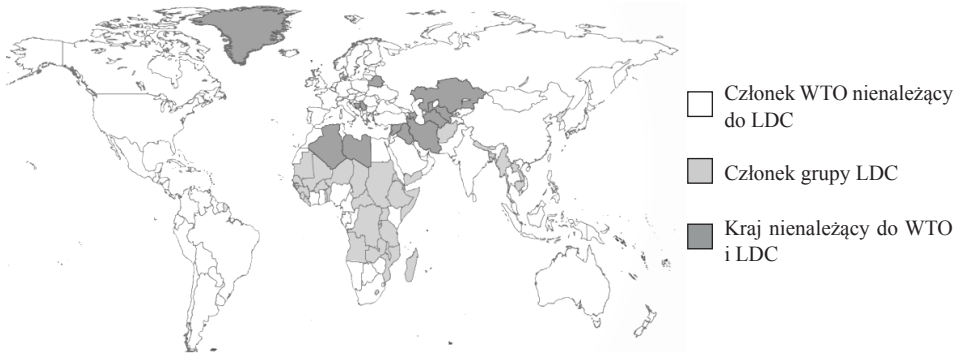 Członek WTO nienależący
do LDC
Członek grupy LDC
Kraj nienależący do WTO
i LDC